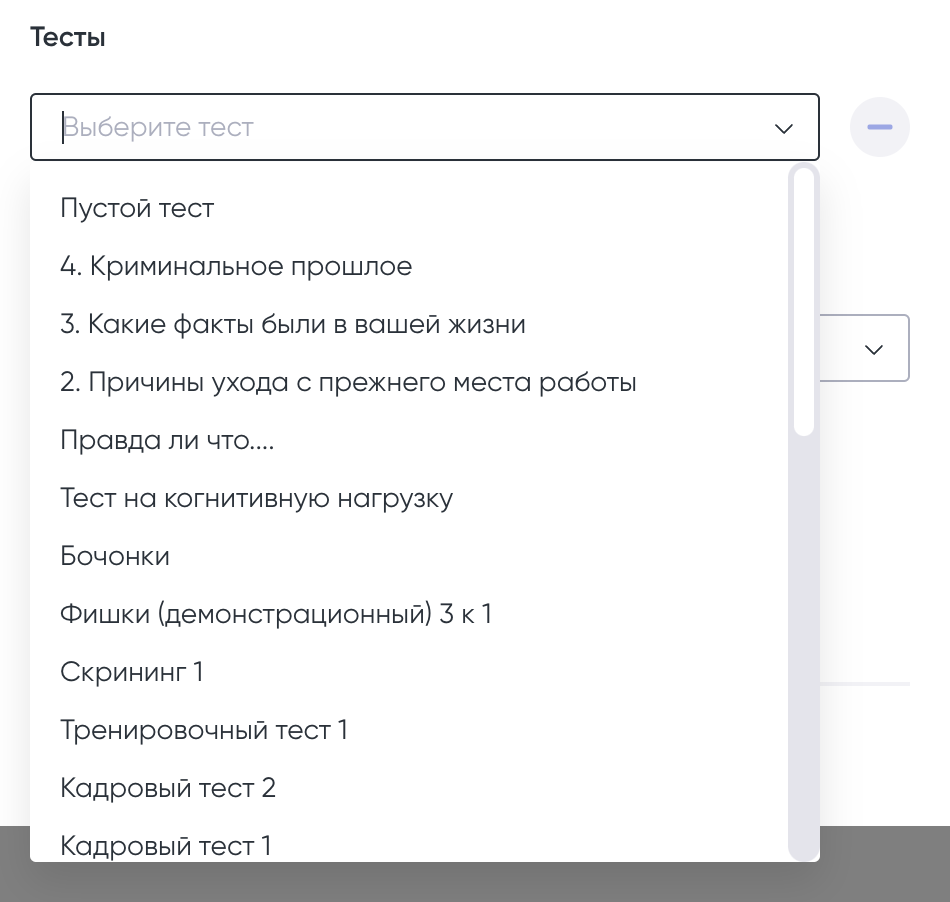 Тесты
Выберите тест
Пустой тест
4. Криминальное прошлое
3. Какие факты были в вашей жизни
2. Причины ухода с прежнего места работы
Правда ли что....
Тест на когнитивную нагрузку
Бочонки
Фишки (демонстрационный) 3 к 1
Скрининг 1
Тренировочный тест 1
Кадровый тест 2
Кадровый тест 1